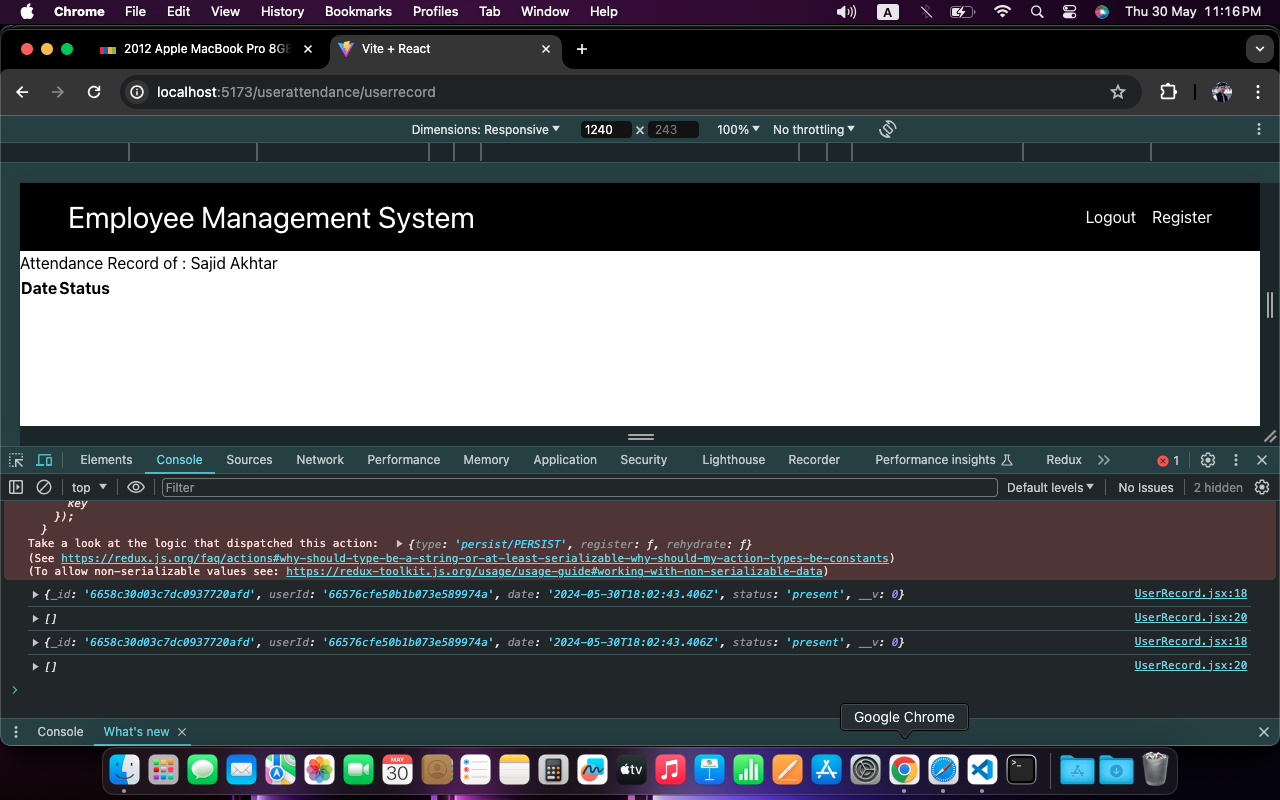 Chrome File Edit View History Bookmarks Profiles Tab Window Help A Thu 30 May 11:16 PM
2012 Apple MacBook Pro 8GB Vite + React
localhost:5173/userattendance/userrecord
Dimensions: Responsive 1240 × 243 100% No throttling
Employee Management System Logout Register
Attendance Record of : Sajid Akhtar
Date Status
Elements Console Sources Network Performance Memory Application Security Lighthouse Recorder Performance insights Redux 1
top Filter Default levels No Issues 2 hidden
key
});
}
Take a look at the logic that dispatched this action: {type: 'persist/PERSIST', register: ƒ, rehydrate: ƒ}
(See https://redux.js.org/faq/actions#why-should-type-be-a-string-or-at-least-serializable-why-should-my-action-types-be-constants)
(To allow non-serializable values see: https://redux-toolkit.js.org/usage/usage-guide#working-with-non-serializable-data)
{_id: '6658c30d03c7dc0937720afd', userId: '66576cfe50b1b073e589974a', date: '2024-05-30T18:02:43.406Z', status: 'present', __v: 0} UserRecord.jsx:18
[] UserRecord.jsx:20
{_id: '6658c30d03c7dc0937720afd', userId: '66576cfe50b1b073e589974a', date: '2024-05-30T18:02:43.406Z', status: 'present', __v: 0} UserRecord.jsx:18
[] UserRecord.jsx:20
Google Chrome
Console What's new
MAY
30
tv